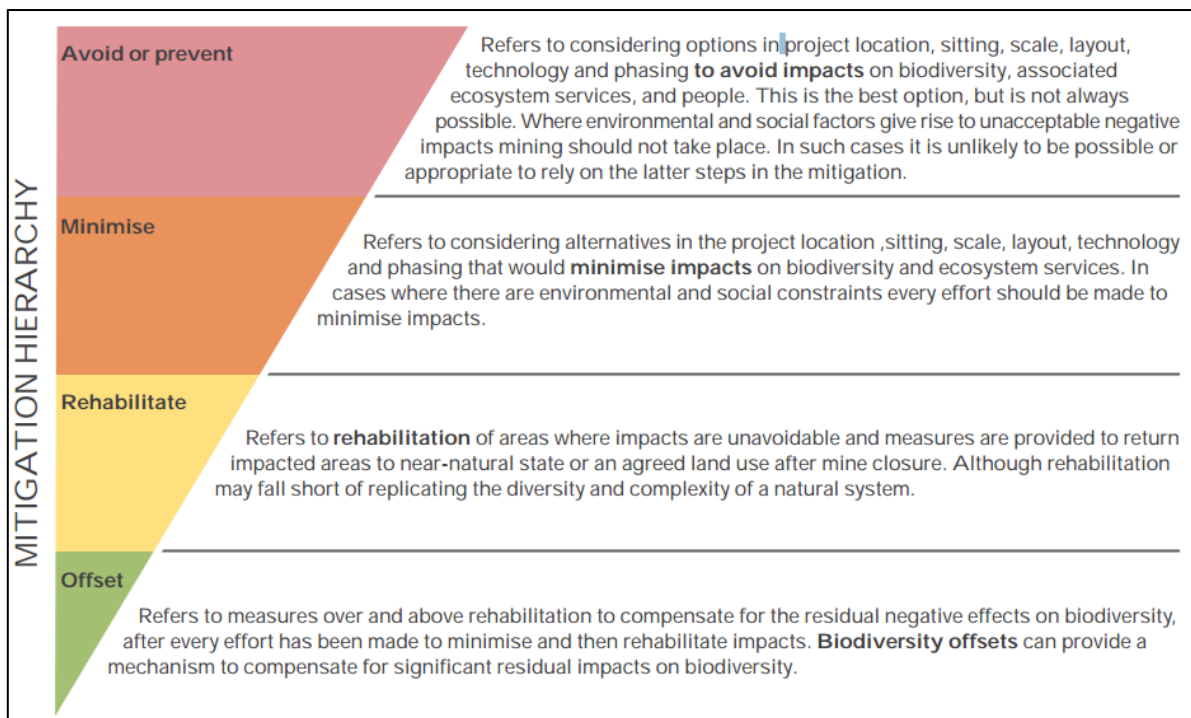 MITIGATION HIERARCHY
Avoid or prevent
Refers to considering options in project location, sitting, scale, layout,
technology and phasing to avoid impacts on biodiversity, associated
ecosystem services, and people. This is the best option, but is not always
possible. Where environmental and social factors give rise to unacceptable negative
impacts mining should not take place. In such cases it is unlikely to be possible or
appropriate to rely on the latter steps in the mitigation.
Minimise
Refers to considering alternatives in the project location ,sitting, scale, layout, technology
and phasing that would minimise impacts on biodiversity and ecosystem services. In
cases where there are environmental and social constraints every effort should be made to
minimise impacts.
Rehabilitate
Refers to rehabilitation of areas where impacts are unavoidable and measures are provided to return
impacted areas to near-natural state or an agreed land use after mine closure. Although rehabilitation
may fall short of replicating the diversity and complexity of a natural system.
Offset
Refers to measures over and above rehabilitation to compensate for the residual negative effects on biodiversity,
after every effort has been made to minimise and then rehabilitate impacts. Biodiversity offsets can provide a
mechanism to compensate for significant residual impacts on biodiversity.